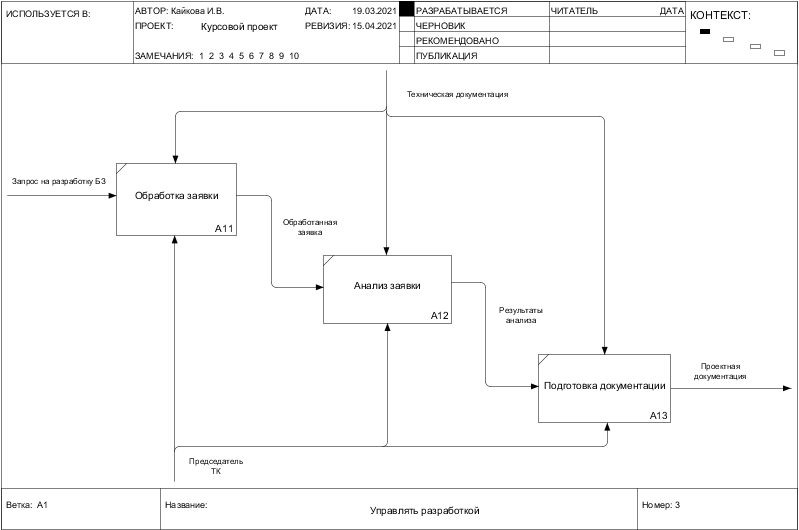 ИСПОЛЬЗУЕТСЯ В:
АВТОР: Кайкова И.В.
ДАТА: 19.03.2021
ПРОЕКТ: Курсовой проект
РЕВИЗИЯ: 15.04.2021
ЗАМЕЧАНИЯ: 1 2 3 4 5 6 7 8 9 10
РАЗРАБАТЫВАЕТСЯ
ЧЕРНОВИК
РЕКОМЕНДОВАНО
ПУБЛИКАЦИЯ
ЧИТАТЕЛЬ
ДАТА
КОНТЕКСТ:
Техническая документация
Запрос на разработку БЗ
Обработка заявки
A11
Обработанная
заявка
Анализ заявки
A12
Результаты
анализа
Подготовка документации
A13
Проектная
документация
Председатель
ТК
Ветка: А1
Название:
Управлять разработкой
Номер: 3